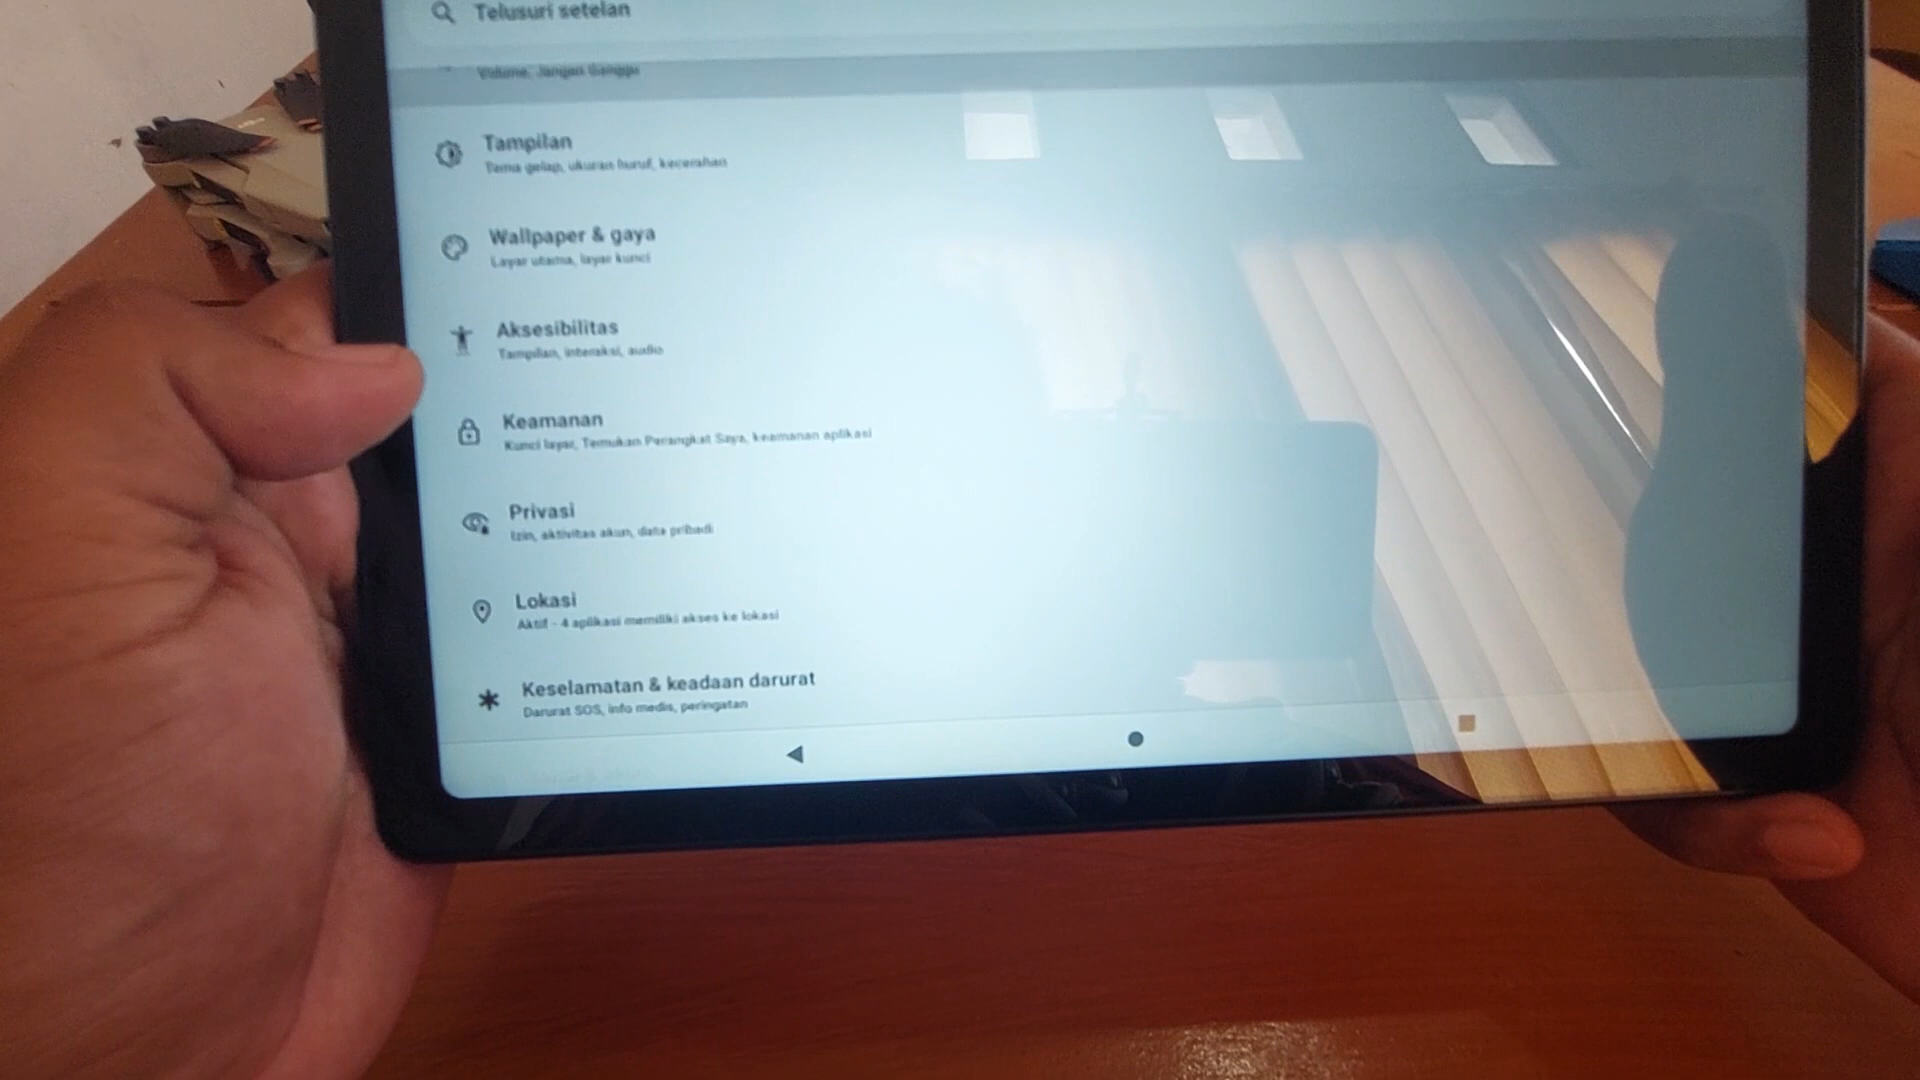 Telusuri setelan
Volume, Jangan Ganggu
Tampilan
Tema gelap, ukuran huruf, kecerahan
Wallpaper & gaya
Layar utama, layar kunci
Aksesibilitas
Tampilan, interaksi, audio
Keamanan
Kunci layar, Temukan Perangkat Saya, keamanan aplikasi
Privasi
Izin, aktivitas akun, data pribadi
Lokasi
Aktif - 4 aplikasi memiliki akses ke lokasi
Keselamatan & keadaan darurat
Darurat SOS, info medis, peringatan